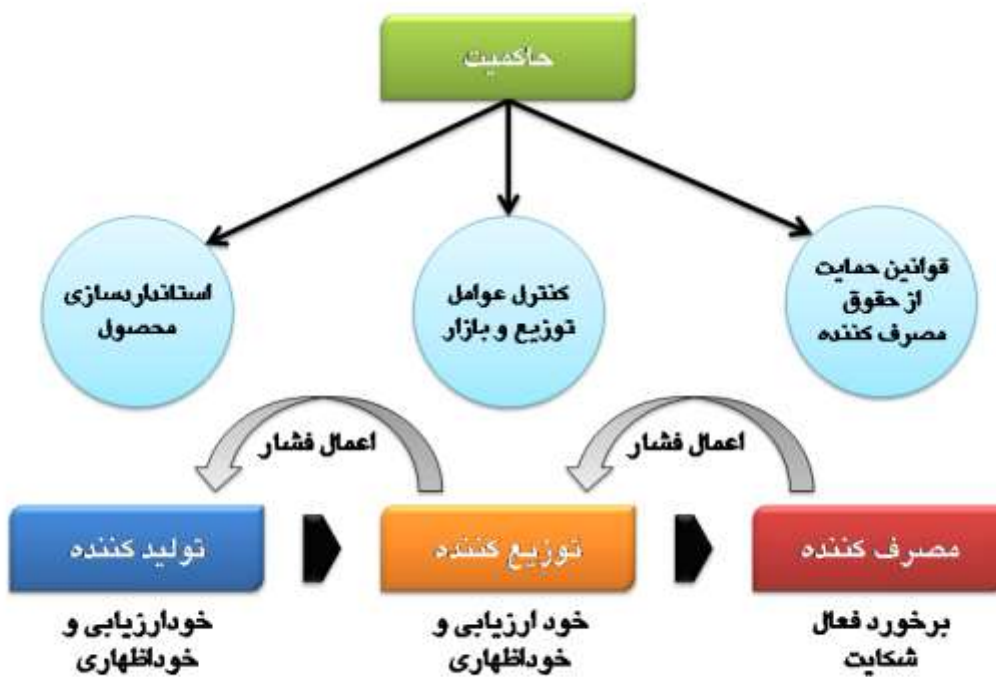 حاکمیت
قوانین حمایت
از حقوق
مصرف کننده
کنترل عوامل
توزیع و بازار
استانداردسازی
محصول
اعمال فشار
اعمال فشار
مصرف کننده
توزیع کننده
تولید کننده
برخورد فعال
شکایت
خود ارزیابی و
خوداظهاری
خودارزیابی و
خوداظهاری